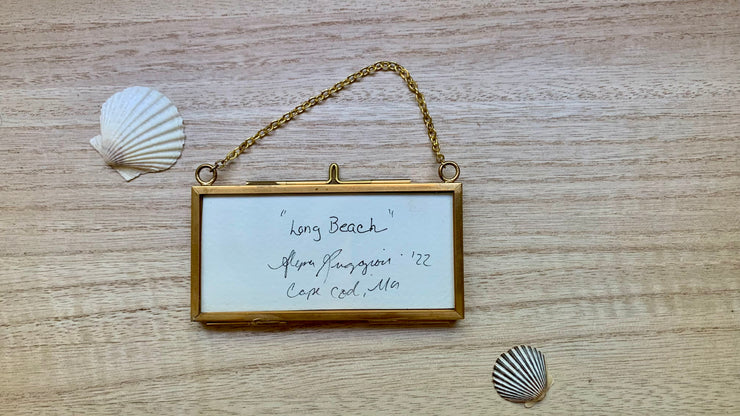 "Long Beach"
'22
Cape Cod, Ma